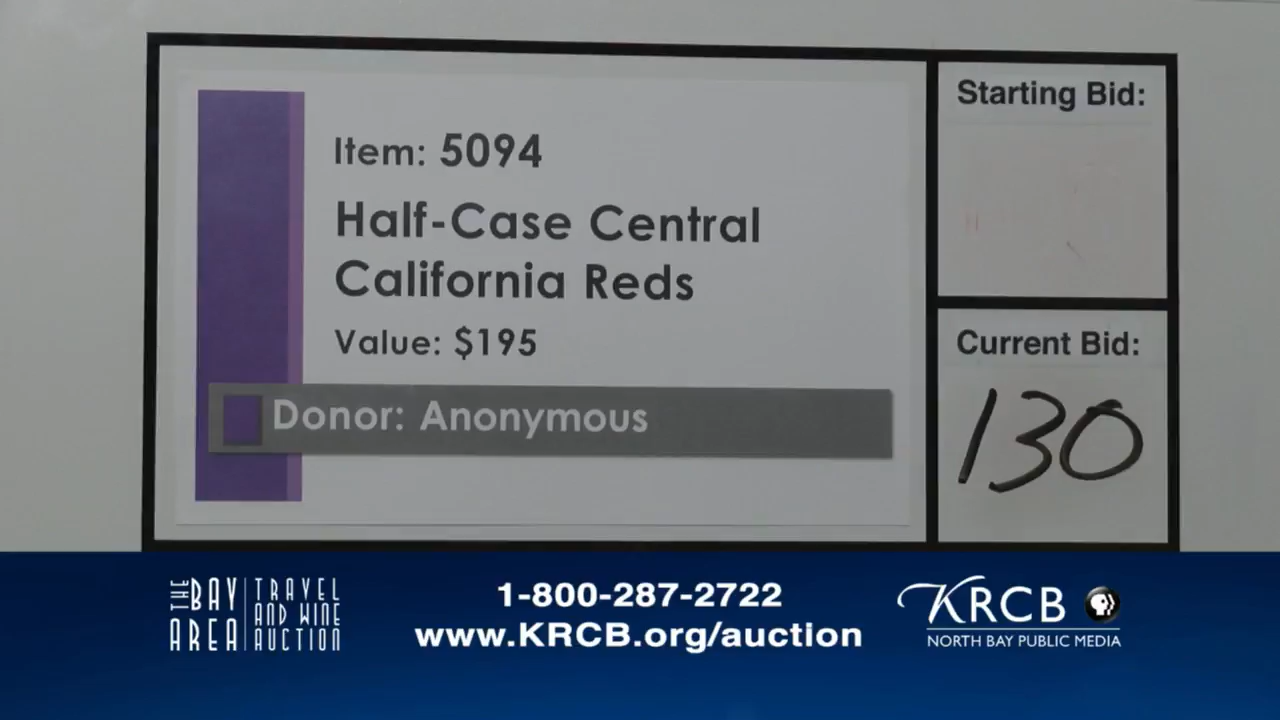 Item: 5094
Half-Case Central
California Reds
Value: $195
Donor: Anonymous
Starting Bid:
Current Bid:
130
THE BAY AREA
TRAVEL
AND WINE
AUCTION
1-800-287-2722
www.KRCB.org/auction
KRCB
NORTH BAY PUBLIC MEDIA